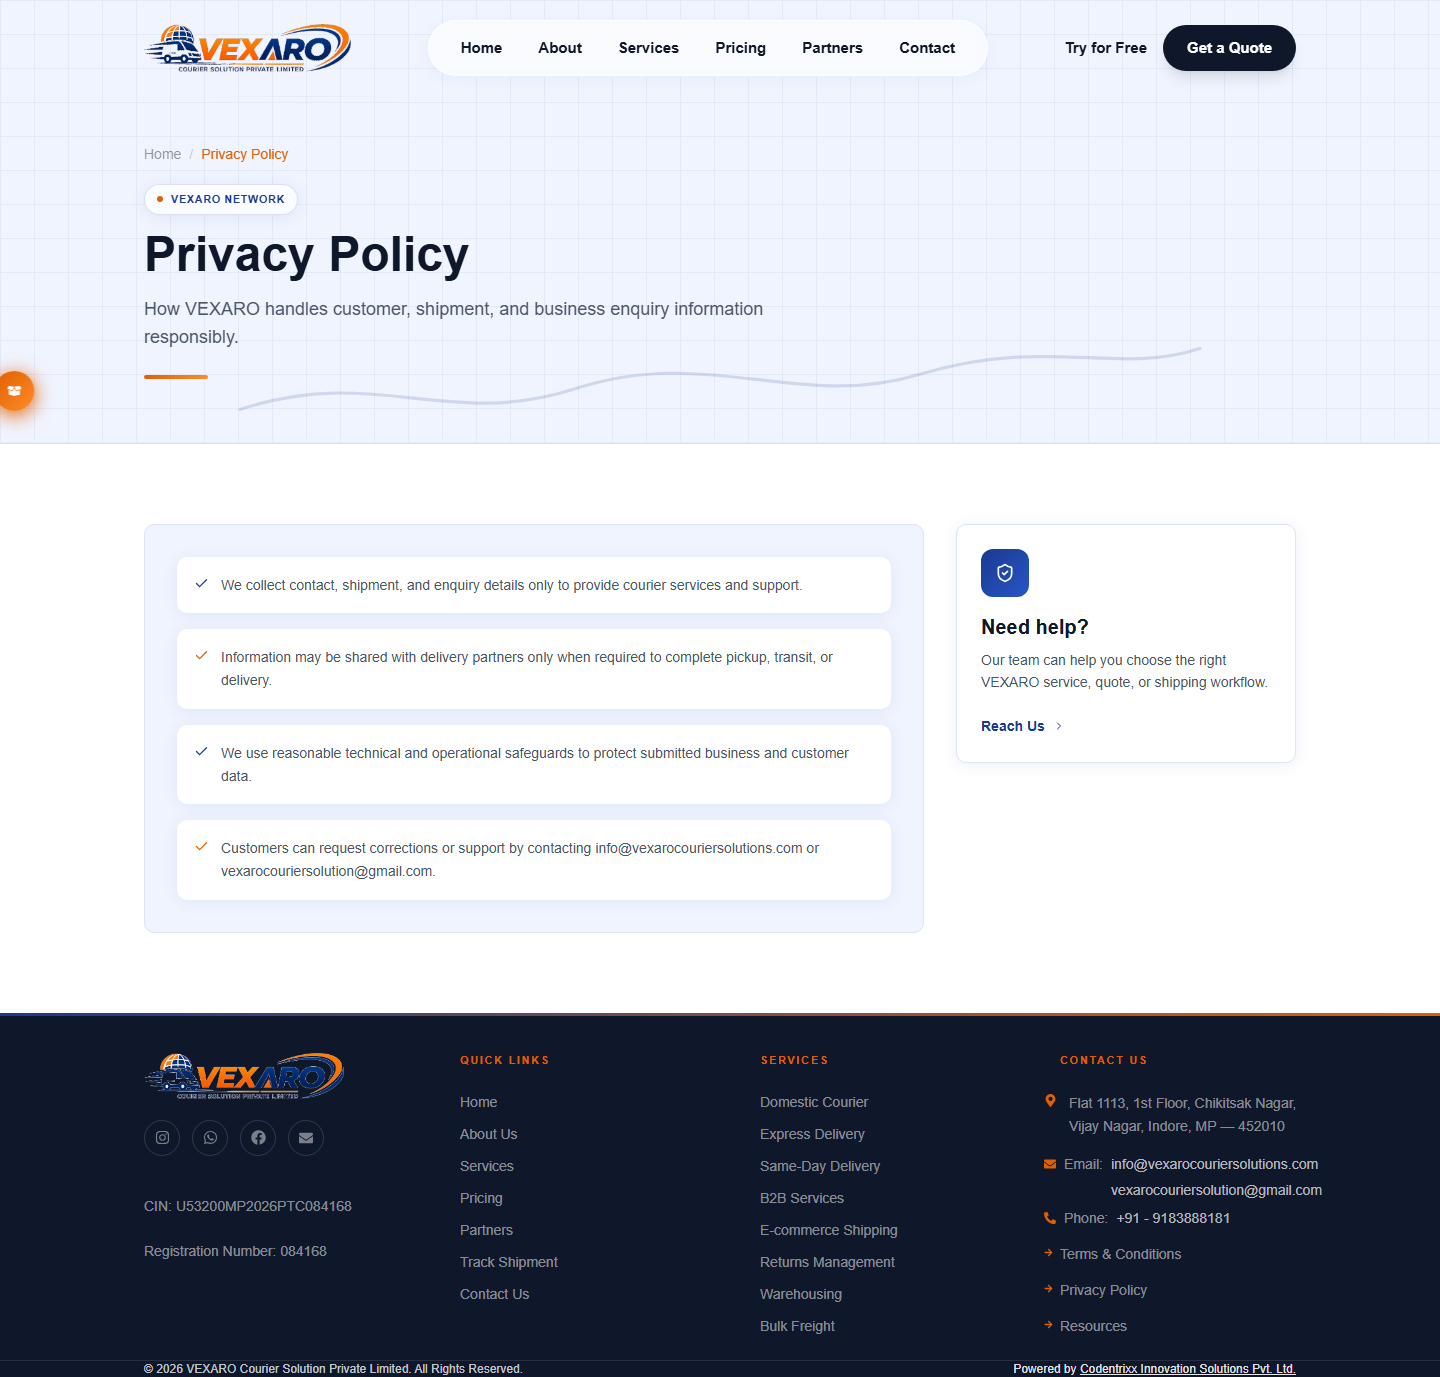 VEXARO
COURIER SOLUTION PRIVATE LIMITED
Home
About
Services
Pricing
Partners
Contact
Try for Free
Get a Quote
Home / Privacy Policy
VEXARO NETWORK
Privacy Policy
How VEXARO handles customer, shipment, and business enquiry information
responsibly.
We collect contact, shipment, and enquiry details only to provide courier services and support.
Information may be shared with delivery partners only when required to complete pickup, transit, or
delivery.
We use reasonable technical and operational safeguards to protect submitted business and customer
data.
Customers can request corrections or support by contacting info@vexarocouriersolutions.com or
vexarocouriersolution@gmail.com.
Need help?
Our team can help you choose the right
VEXARO service, quote, or shipping workflow.
Reach Us
VEXARO
COURIER SOLUTION PRIVATE LIMITED
CIN: U53200MP2026PTC084168
Registration Number: 084168
QUICK LINKS
Home
About Us
Services
Pricing
Partners
Track Shipment
Contact Us
SERVICES
Domestic Courier
Express Delivery
Same-Day Delivery
B2B Services
E-commerce Shipping
Returns Management
Warehousing
Bulk Freight
CONTACT US
Flat 1113, 1st Floor, Chikitsak Nagar,
Vijay Nagar, Indore, MP — 452010
Email: info@vexarocouriersolutions.com
vexarocouriersolution@gmail.com
Phone: +91 - 9183888181
Terms & Conditions
Privacy Policy
Resources
© 2026 VEXARO Courier Solution Private Limited. All Rights Reserved.
Powered by Codentrixx Innovation Solutions Pvt. Ltd.